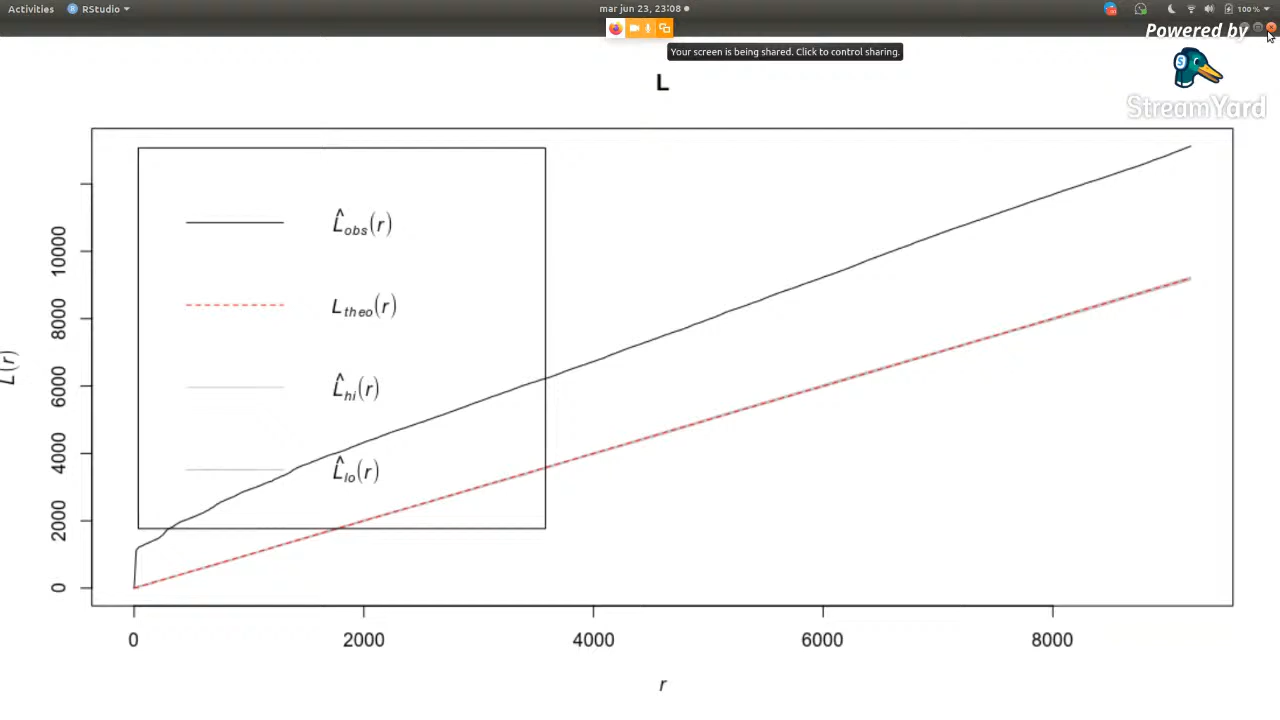 Activities RStudio mar jun 23, 23:08 100 %
Powered by
Your screen is being shared. Click to control sharing.
S StreamYard
L
L̂obs(r)
Ltheo(r)
L̂hi(r)
L̂lo(r)
L(r)
10000
8000
6000
4000
2000
0
0 2000 4000 6000 8000
r